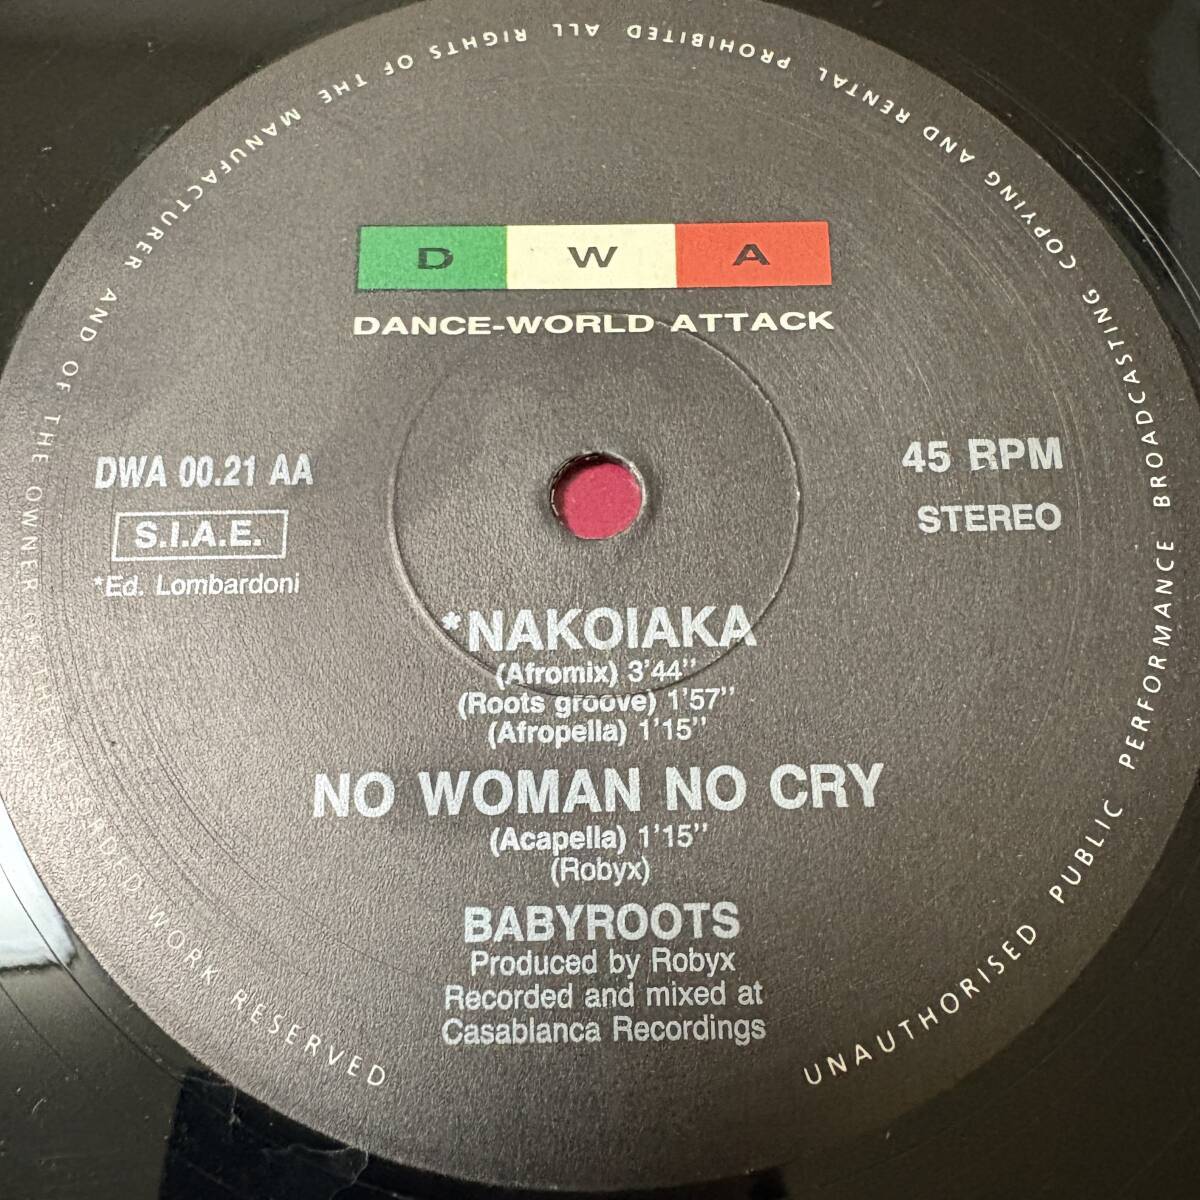 ALL RIGHTS OF THE MANUFACTURER AND OF THE OWNER OF THE RECORDED WORK RESERVED
UNAUTHORISED PUBLIC PERFORMANCE BROADCASTING COPYING AND RENTAL PROHIBITED
D W A
DANCE-WORLD ATTACK
DWA 00.21 AA
S.I.A.E.
*Ed. Lombardoni
45 RPM
STEREO
*NAKOIAKA
(Afromix) 3'44''
(Roots groove) 1'57''
(Afropella) 1'15''
NO WOMAN NO CRY
(Acapella) 1'15''
(Robyx)
BABYROOTS
Produced by Robyx
Recorded and mixed at
Casablanca Recordings